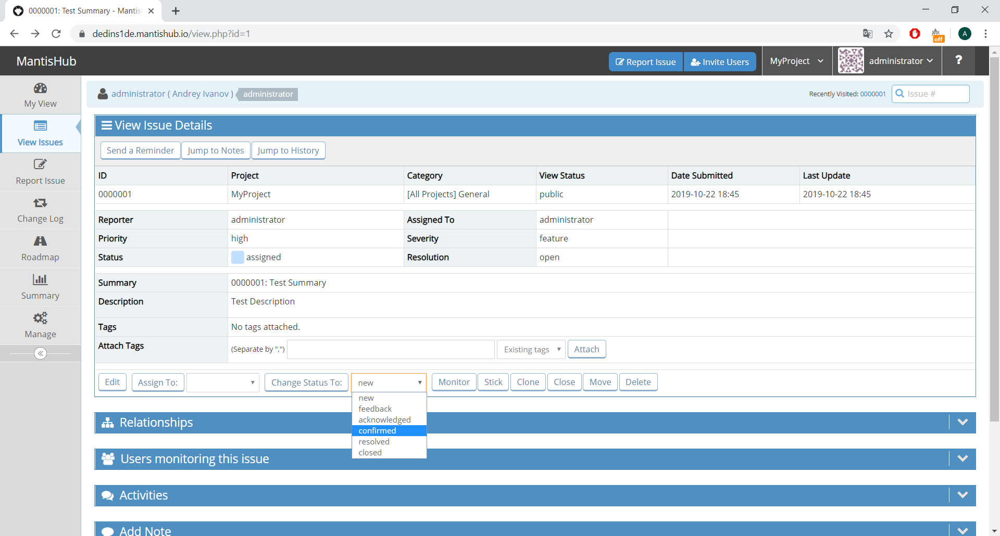 0000001: Test Summary - Mantis
dedins1de.mantishub.io/view.php?id=1
off
A
MantisHub
Report Issue
Invite Users
MyProject
administrator
?
My View
View Issues
Report Issue
Change Log
Roadmap
Summary
Manage
administrator ( Andrey Ivanov )
administrator
Recently Visited: 0000001
Issue #
View Issue Details
Send a Reminder
Jump to Notes
Jump to History
ID Project Category View Status Date Submitted Last Update
0000001 MyProject [All Projects] General public 2019-10-22 18:45 2019-10-22 18:45
Reporter administrator Assigned To administrator
Priority high Severity feature
Status assigned Resolution open
Summary 0000001: Test Summary
Description Test Description
Tags No tags attached.
Attach Tags (Separate by ",") Existing tags Attach
Edit Assign To: Change Status To: new Monitor Stick Clone Close Move Delete
new
feedback
acknowledged
confirmed
resolved
closed
Relationships
Users monitoring this issue
Activities
Add Note